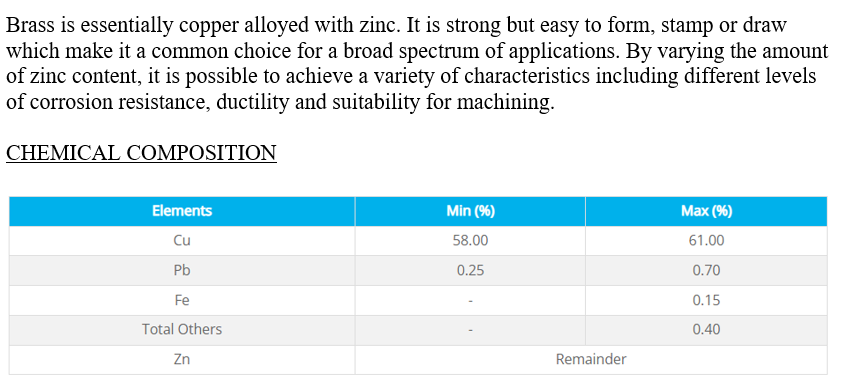 Brass is essentially copper alloyed with zinc. It is strong but easy to form, stamp or draw
which make it a common choice for a broad spectrum of applications. By varying the amount
of zinc content, it is possible to achieve a variety of characteristics including different levels
of corrosion resistance, ductility and suitability for machining.
CHEMICAL COMPOSITION
Elements Min (%) Max (%)
Cu 58.00 61.00
Pb 0.25 0.70
Fe - 0.15
Total Others - 0.40
Zn Remainder